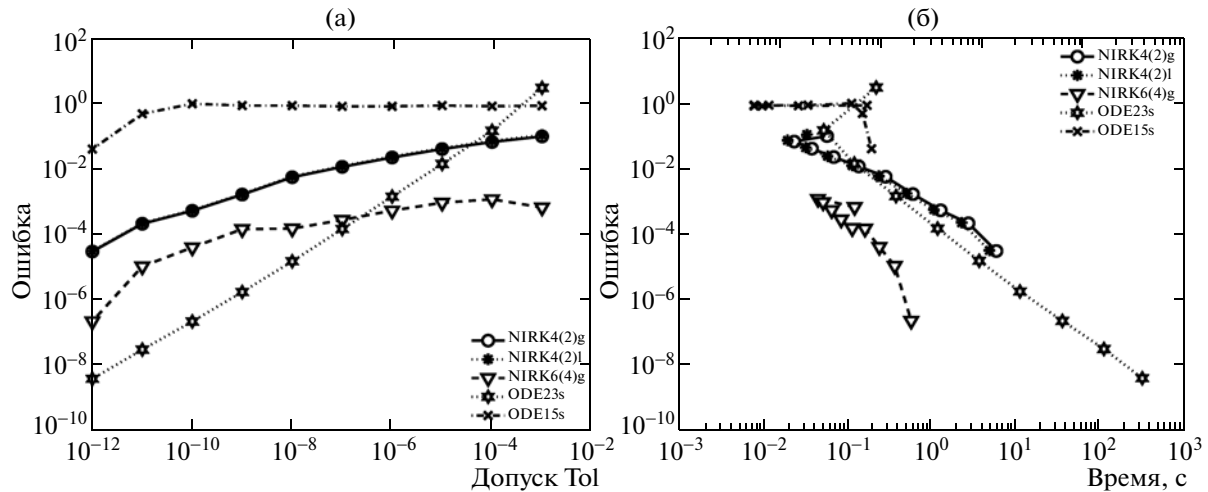 (а)
Ошибка
10^2
10^0
10^−2
10^−4
10^−6
10^−8
10^−10
NIRK4(2)g
NIRK4(2)l
NIRK6(4)g
ODE23s
ODE15s
10^−12
10^−10
10^−8
10^−6
10^−4
10^−2
Допуск Tol
(б)
Ошибка
10^2
10^0
10^−2
10^−4
10^−6
10^−8
10^−10
NIRK4(2)g
NIRK4(2)l
NIRK6(4)g
ODE23s
ODE15s
10^−3
10^−2
10^−1
10^0
10^1
10^2
10^3
Время, с